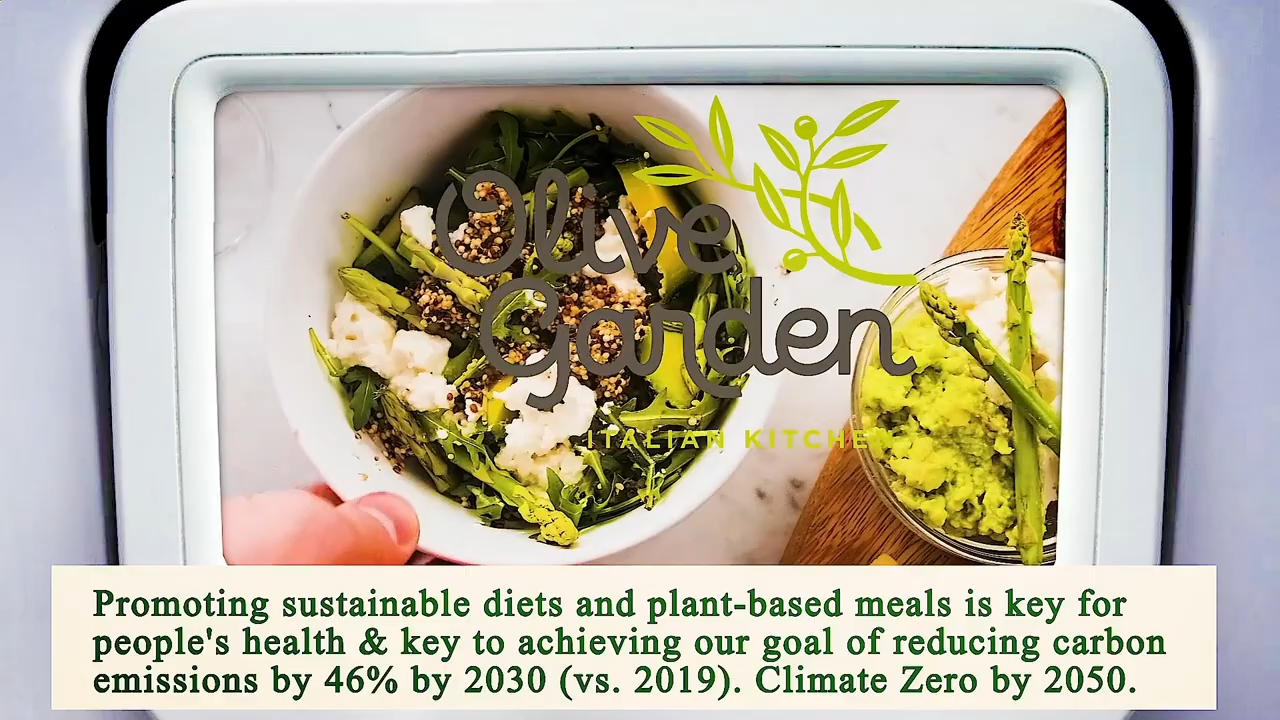 Olive
Garden
ITALIAN KITCHEN
Promoting sustainable diets and plant-based meals is key for
people's health & key to achieving our goal of reducing carbon
emissions by 46% by 2030 (vs. 2019). Climate Zero by 2050.